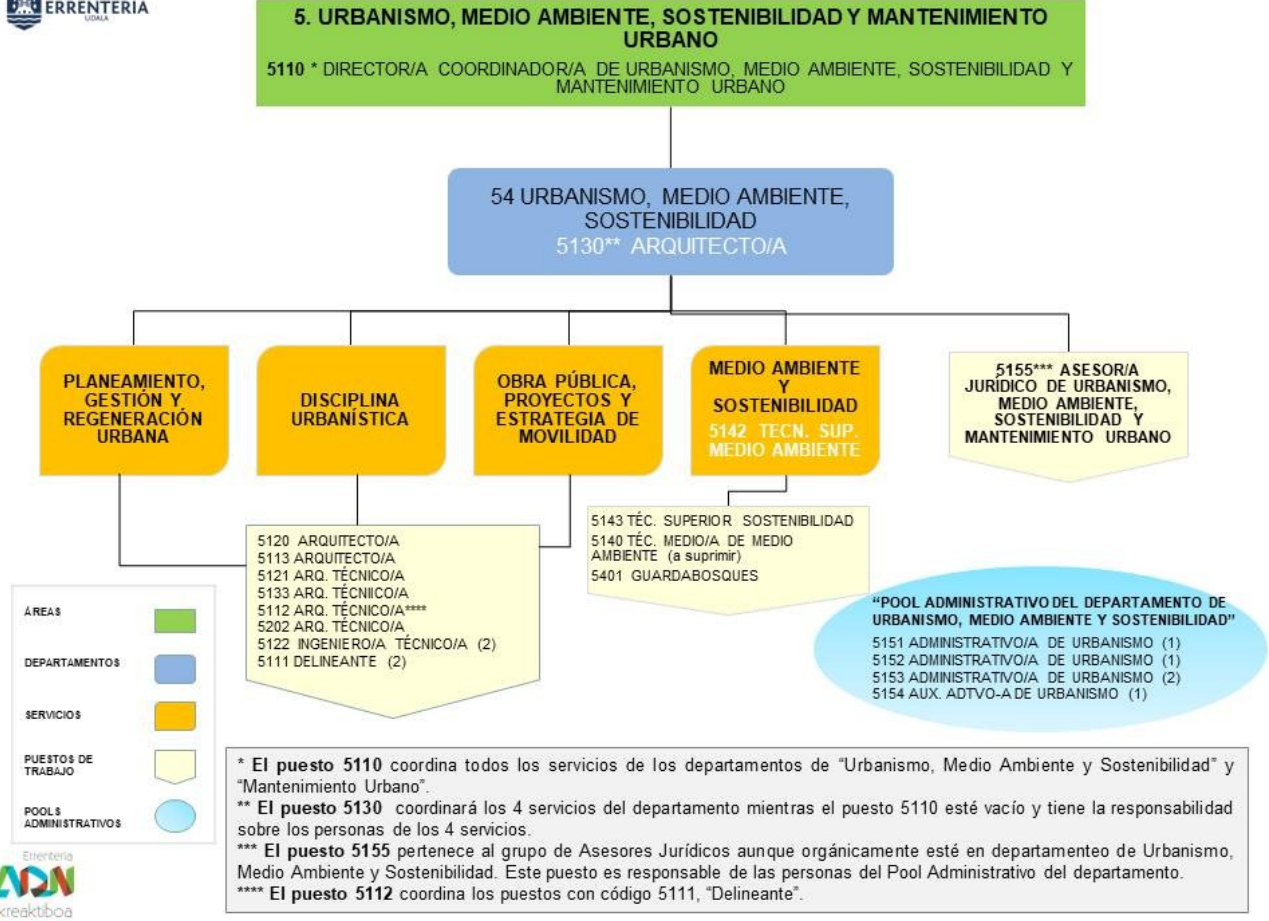 ERRENTERIA
UDALA
5. URBANISMO, MEDIO AMBIENTE, SOSTENIBILIDAD Y MANTENIMIENTO
URBANO
5110 * DIRECTOR/A COORDINADOR/A DE URBANISMO, MEDIO AMBIENTE, SOSTENIBILIDAD Y
MANTENIMIENTO URBANO
54 URBANISMO, MEDIO AMBIENTE,
SOSTENIBILIDAD
5130** ARQUITECTO/A
PLANEAMIENTO,
GESTIÓN Y
REGENERACIÓN
URBANA
DISCIPLINA
URBANÍSTICA
OBRA PÚBLICA,
PROYECTOS Y
ESTRATEGIA DE
MOVILIDAD
MEDIO AMBIENTE
Y
SOSTENIBILIDAD
5142 TECN. SUP.
MEDIO AMBIENTE
5155*** ASESOR/A
JURÍDICO DE URBANISMO,
MEDIO AMBIENTE,
SOSTENIBILIDAD Y
MANTENIMIENTO URBANO
5120 ARQUITECTO/A
5113 ARQUITECTO/A
5121 ARQ. TÉCNICO/A
5133 ARQ. TÉCNIICO/A
5112 ARQ. TÉCNICO/A****
5202 ARQ. TÉCNICO/A
5122 INGENIERO/A TÉCNICO/A (2)
5111 DELINEANTE (2)
5143 TÉC. SUPERIOR SOSTENIBILIDAD
5140 TÉC. MEDIO/A DE MEDIO
AMBIENTE (a suprimir)
5401 GUARDABOSQUES
"POOL ADMINISTRATIVO DEL DEPARTAMENTO DE
URBANISMO, MEDIO AMBIENTE Y SOSTENIBILIDAD"
5151 ADMINISTRATIVO/A DE URBANISMO (1)
5152 ADMINISTRATIVO/A DE URBANISMO (1)
5153 ADMINISTRATIVO/A DE URBANISMO (2)
5154 AUX. ADTVO-A DE URBANISMO (1)
ÁREAS
DEPARTAMENTOS
SERVICIOS
PUESTOS DE
TRABAJO
POOLS
ADMINISTRATIVOS
* El puesto 5110 coordina todos los servicios de los departamentos de "Urbanismo, Medio Ambiente y Sostenibilidad" y
"Mantenimiento Urbano".
** El puesto 5130 coordinará los 4 servicios del departamento mientras el puesto 5110 esté vacío y tiene la responsabilidad
sobre los personas de los 4 servicios.
*** El puesto 5155 pertenece al grupo de Asesores Jurídicos aunque orgánicamente esté en departamenteo de Urbanismo,
Medio Ambiente y Sostenibilidad. Este puesto es responsable de las personas del Pool Administrativo del departamento.
**** El puesto 5112 coordina los puestos con código 5111, "Delineante".
Errenteria
ADN
kreaktiboa